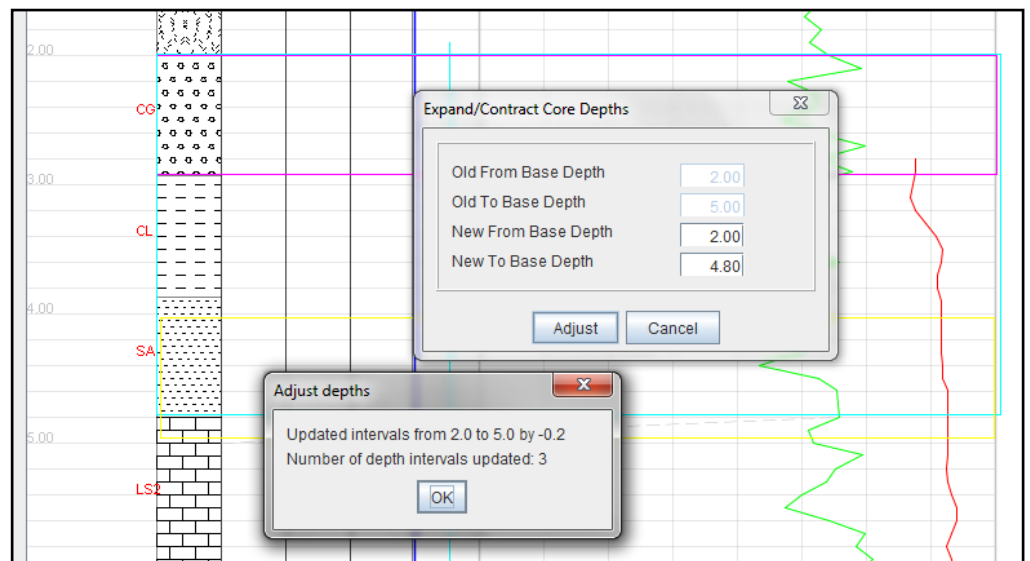 2.00
CG
3.00
CL
4.00
SA
5.00
LS2
Expand/Contract Core Depths
Old From Base Depth 2.00
Old To Base Depth 5.00
New From Base Depth 2.00
New To Base Depth 4.80
Adjust Cancel
Adjust depths
Updated intervals from 2.0 to 5.0 by -0.2
Number of depth intervals updated: 3
OK